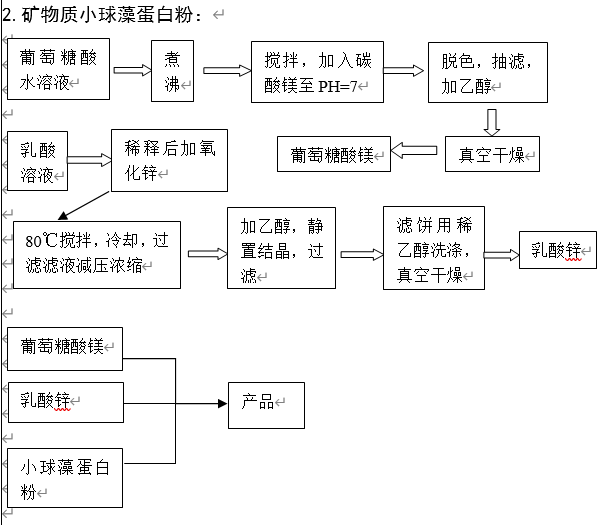 2. 矿物质小球藻蛋白粉：
葡萄糖酸
水溶液
煮
沸
搅拌，加入碳
酸镁至 PH=7
脱色，抽滤，
加乙醇
真空干燥
葡萄糖酸镁
乳酸
溶液
稀释后加氧
化锌
80℃搅拌，冷却，过
滤滤液减压浓缩
加乙醇，静
置结晶，过
滤
滤饼用稀
乙醇洗涤，
真空干燥
乳酸锌
葡萄糖酸镁
乳酸锌
小球藻蛋白
粉
产品